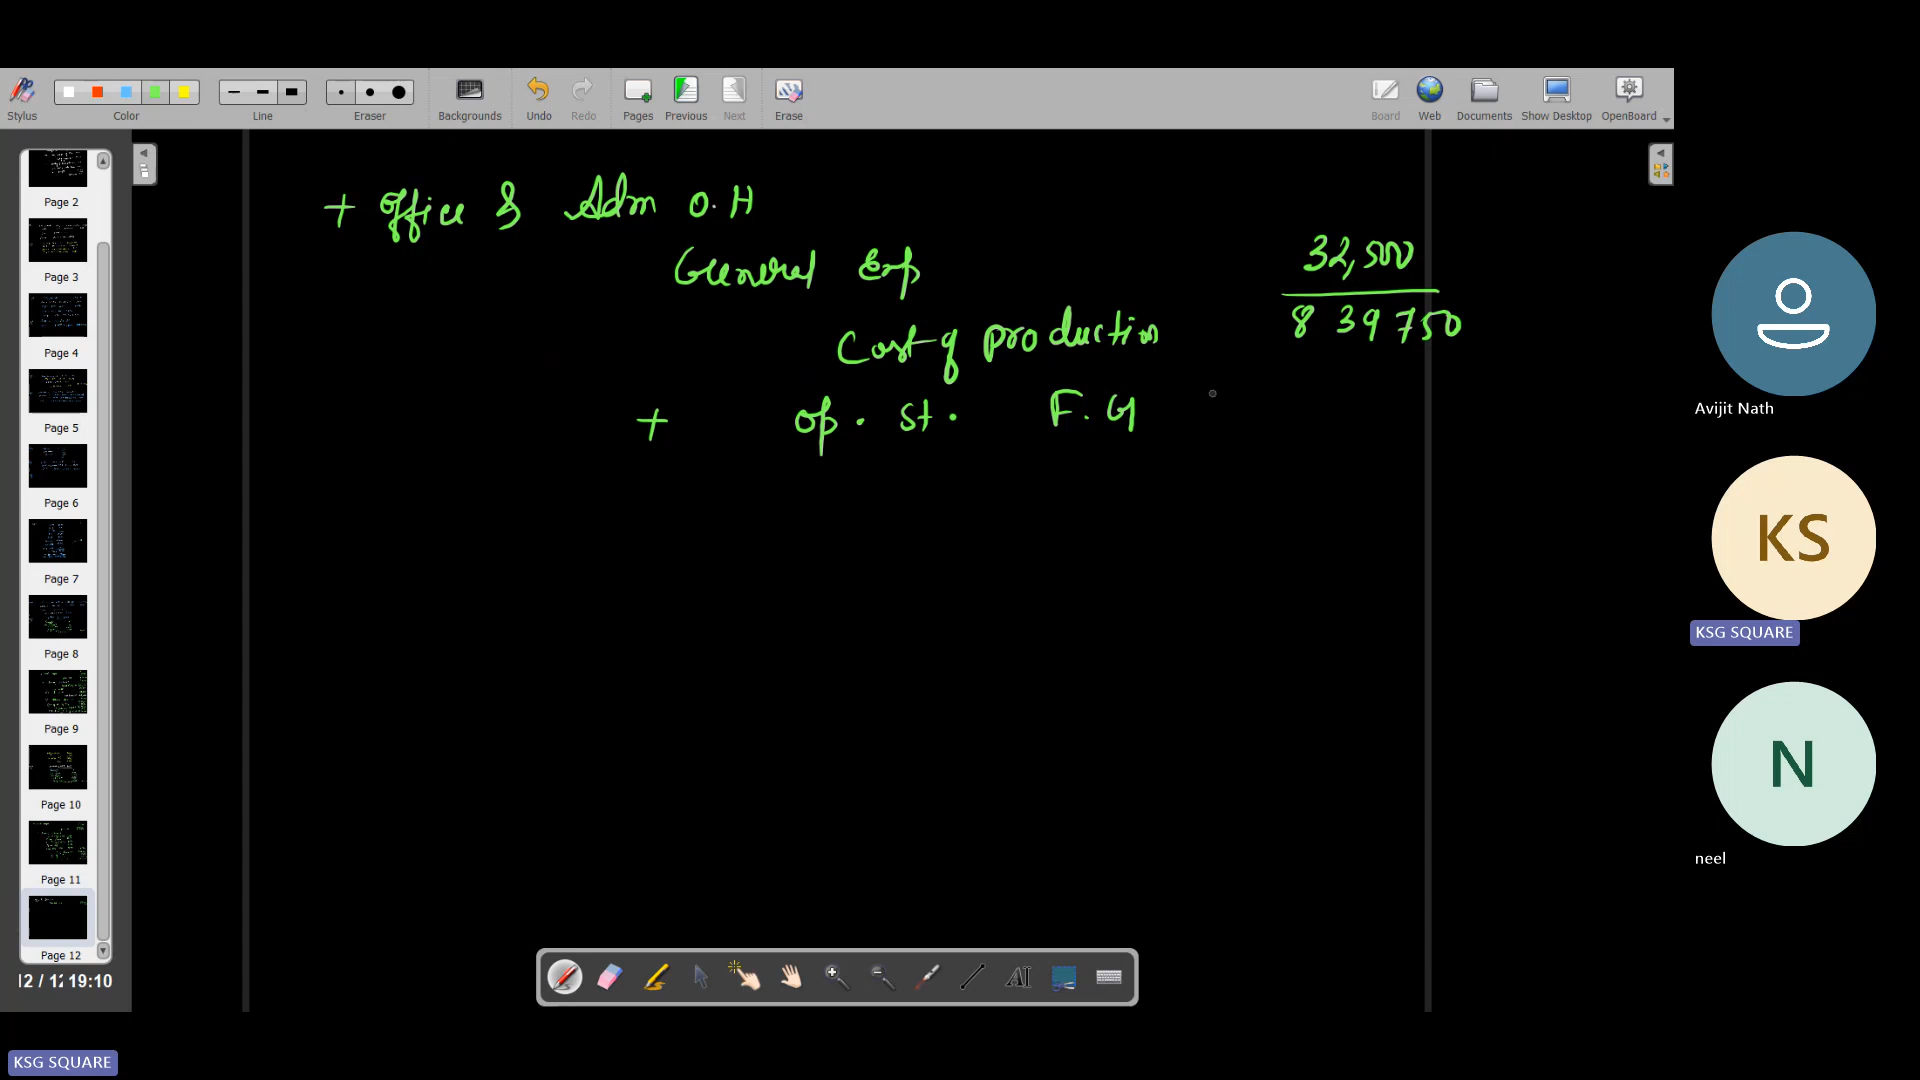 Stylus
Color
Line
Eraser
Backgrounds
Undo
Redo
Pages
Previous
Next
Erase
Board
Web
Documents
Show Desktop
OpenBoard
+ office & Adm O.H
General Exp 32,500
Cost of production 8 39 750
+ op. st. F.G
Page 2
Page 3
Page 4
Page 5
Page 6
Page 7
Page 8
Page 9
Page 10
Page 11
Page 12
12 / 12 19:10
AI
Avijit Nath
KS
KSG SQUARE
N
neel
KSG SQUARE